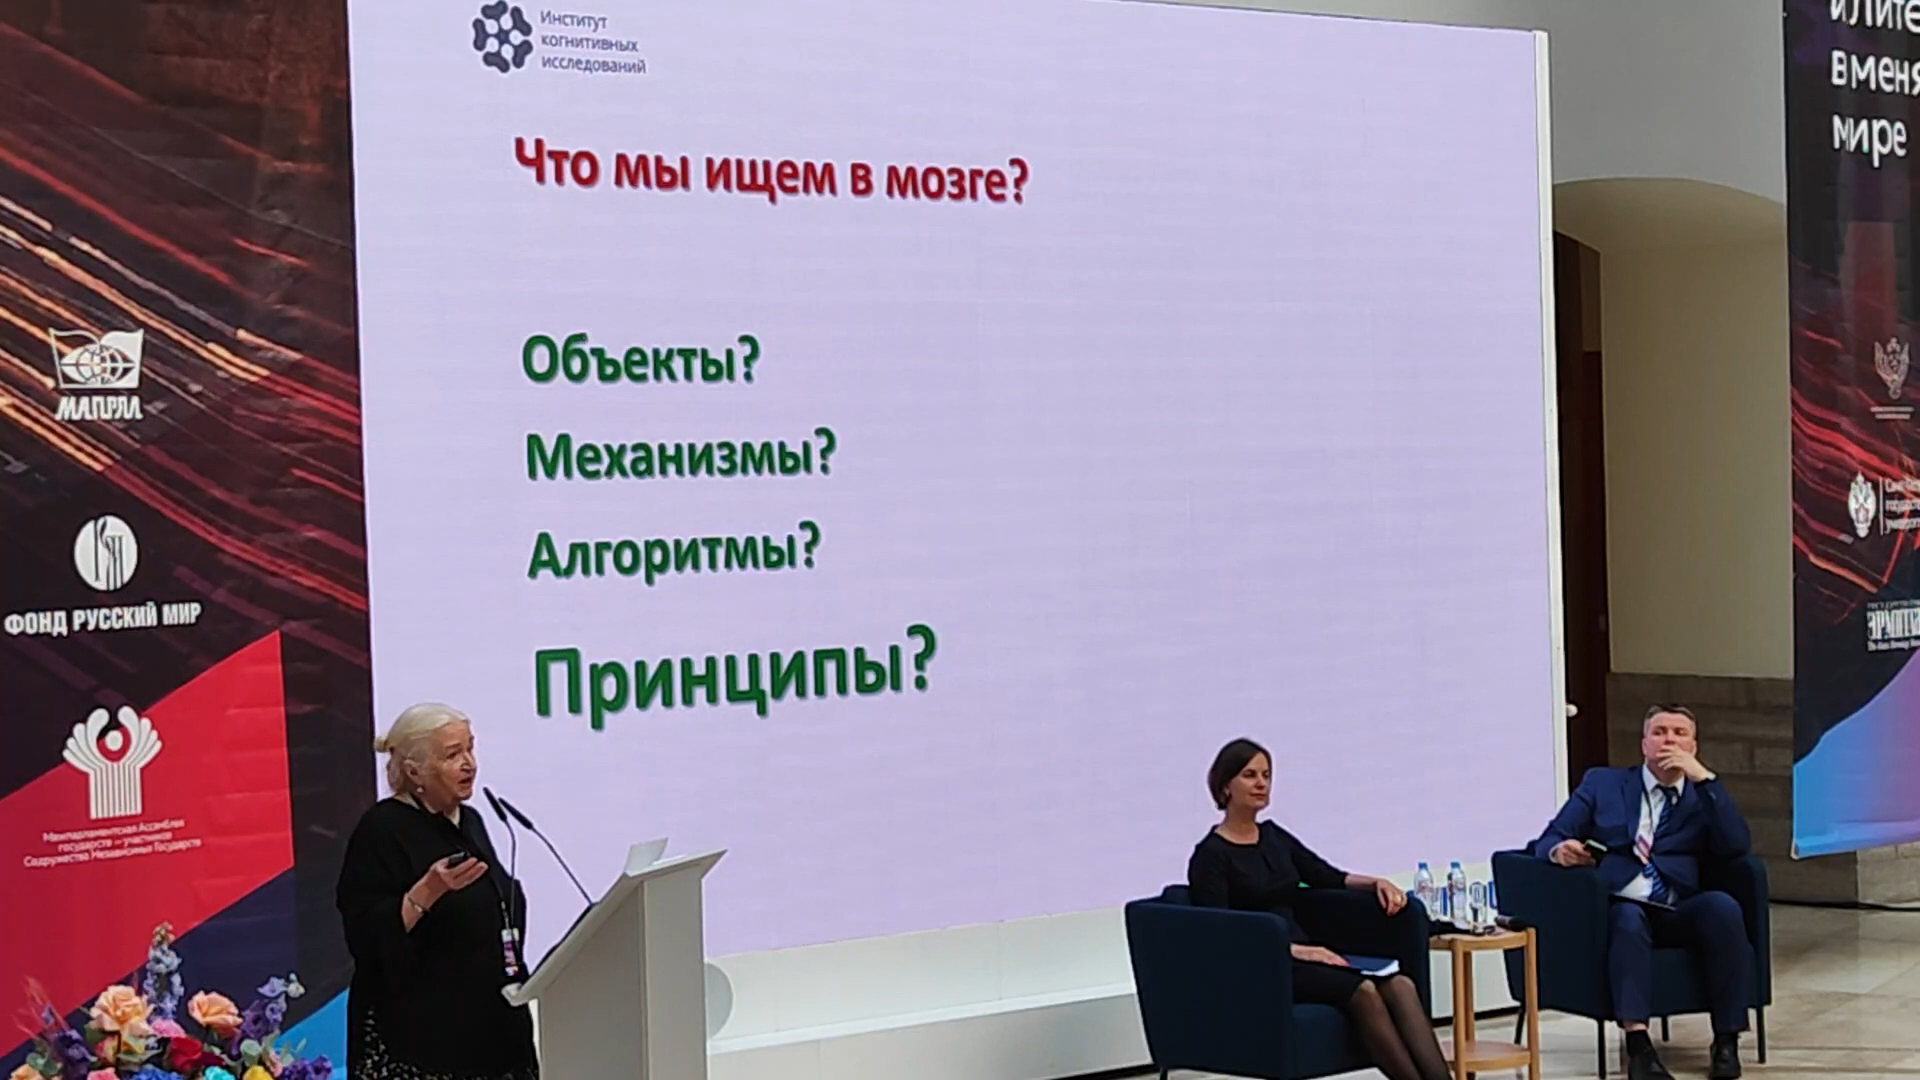 Институт
когнитивных
исследований
Что мы ищем в мозге?
Объекты?
Механизмы?
Алгоритмы?
Принципы?
МАПРЯЛ
ФОНД РУССКИЙ МИР
Межпарламентская Ассамблея
государств – участников
Содружества Независимых Государств
в меня
мире